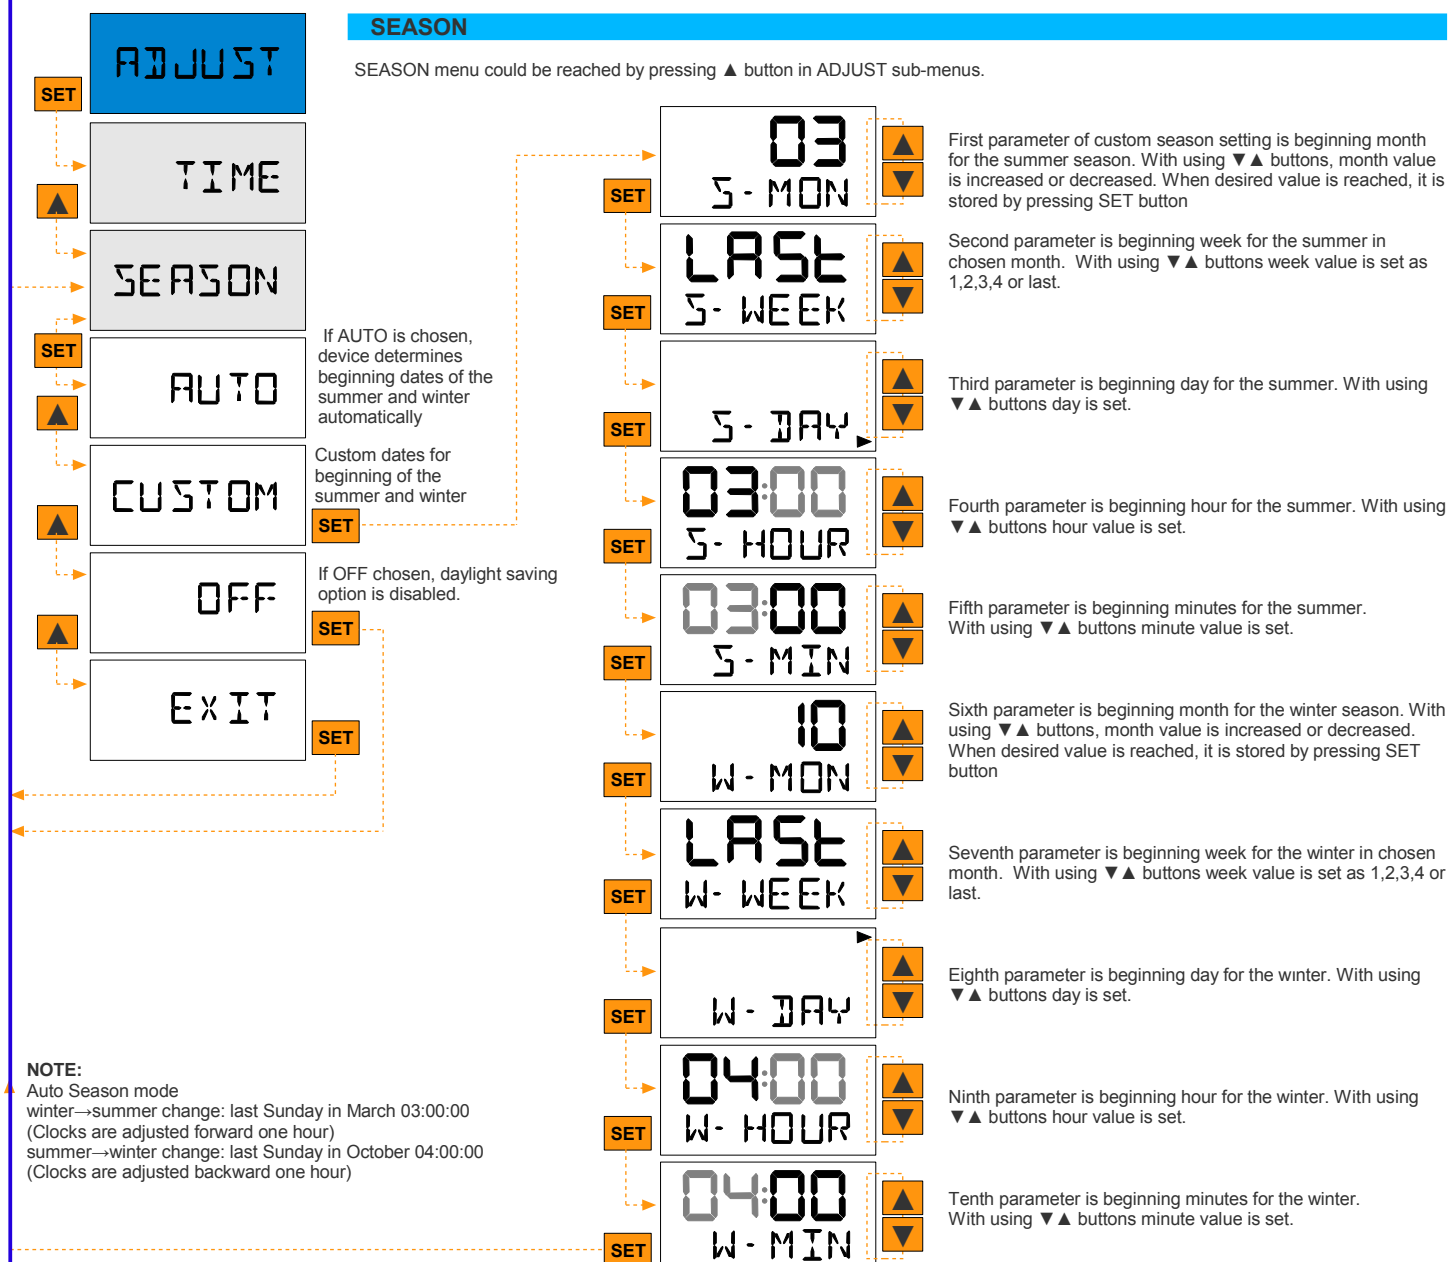 SEASON
SEASON menu could be reached by pressing ▲ button in ADJUST sub-menus.
ADJUST
SET
TIME
▲
SEASON
SET
AUTO
If AUTO is chosen,
device determines
beginning dates of the
summer and winter
automatically
▲
CUSTOM
Custom dates for
beginning of the
summer and winter
SET
▲
OFF
If OFF chosen, daylight saving
option is disabled.
SET
▲
EXIT
SET
NOTE:
Auto Season mode
winter→summer change: last Sunday in March 03:00:00
(Clocks are adjusted forward one hour)
summer→winter change: last Sunday in October 04:00:00
(Clocks are adjusted backward one hour)
03
S-MON
SET
▲
▼
First parameter of custom season setting is beginning month
for the summer season. With using ▼▲ buttons, month value
is increased or decreased. When desired value is reached, it is
stored by pressing SET button
LASt
S-WEEK
SET
▲
▼
Second parameter is beginning week for the summer in
chosen month.  With using ▼▲ buttons week value is set as
1,2,3,4 or last.
S-DAY
SET
▲
▼
Third parameter is beginning day for the summer. With using
▼▲ buttons day is set.
03:00
S-HOUR
SET
▲
▼
Fourth parameter is beginning hour for the summer. With using
▼▲ buttons hour value is set.
03:00
S-MIN
SET
▲
▼
Fifth parameter is beginning minutes for the summer.
With using ▼▲ buttons minute value is set.
10
W-MON
SET
▲
▼
Sixth parameter is beginning month for the winter season. With
using ▼▲ buttons, month value is increased or decreased.
When desired value is reached, it is stored by pressing SET
button
LASt
W-WEEK
SET
▲
▼
Seventh parameter is beginning week for the winter in chosen
month.  With using ▼▲ buttons week value is set as 1,2,3,4 or
last.
W-DAY
SET
▲
▼
Eighth parameter is beginning day for the wınter. With using
▼▲ buttons day is set.
04:00
W-HOUR
SET
▲
▼
Ninth parameter is beginning hour for the winter. With using
▼▲ buttons hour value is set.
04:00
W-MIN
SET
▲
▼
Tenth parameter is beginning minutes for the winter.
With using ▼▲ buttons minute value is set.